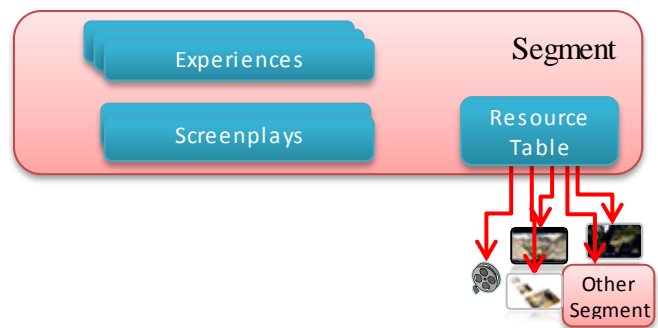 Segment
Experiences
Screenplays
Resource
Table
Other
Segment